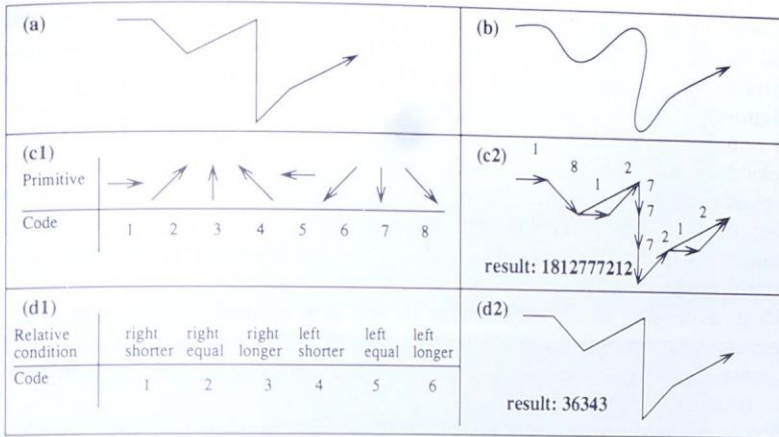 (a)
(b)
(c1)
Primitive
Code 1 2 3 4 5 6 7 8
(c2)
1 8 1 2 7 7 7 2 1 2
result: 1812777212
(d1)
Relative condition
right shorter
right equal
right longer
left shorter
left equal
left longer
Code 1 2 3 4 5 6
(d2)
result: 36343